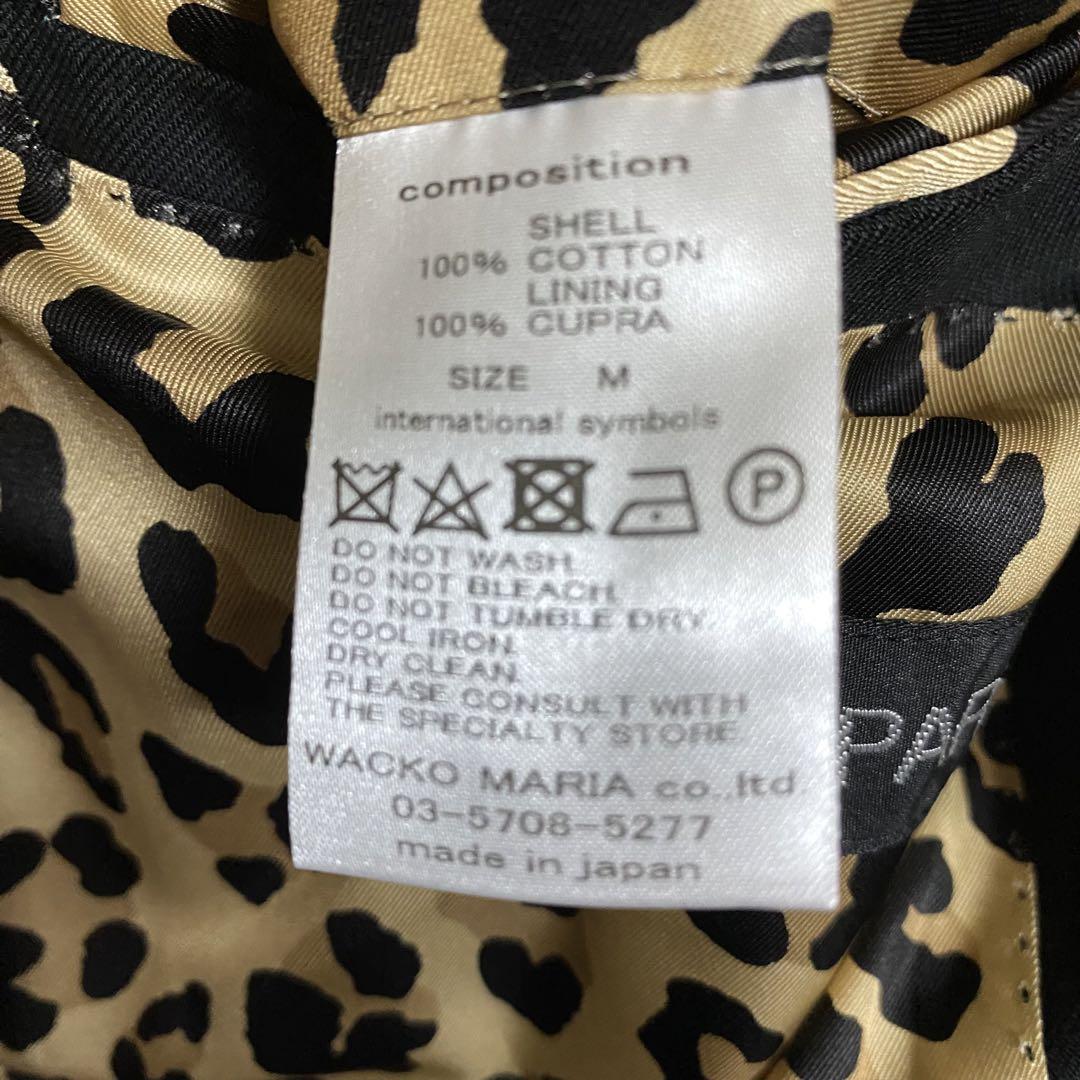 composition
SHELL
100% COTTON
LINING
100% CUPRA
SIZE M
international symbols
P
DO NOT WASH.
DO NOT BLEACH.
DO NOT TUMBLE DRY.
COOL IRON.
DRY CLEAN.
PLEASE CONSULT WITH
THE SPECIALTY STORE
WACKO MARIA co.,ltd.
03-5708-5277
made in japan